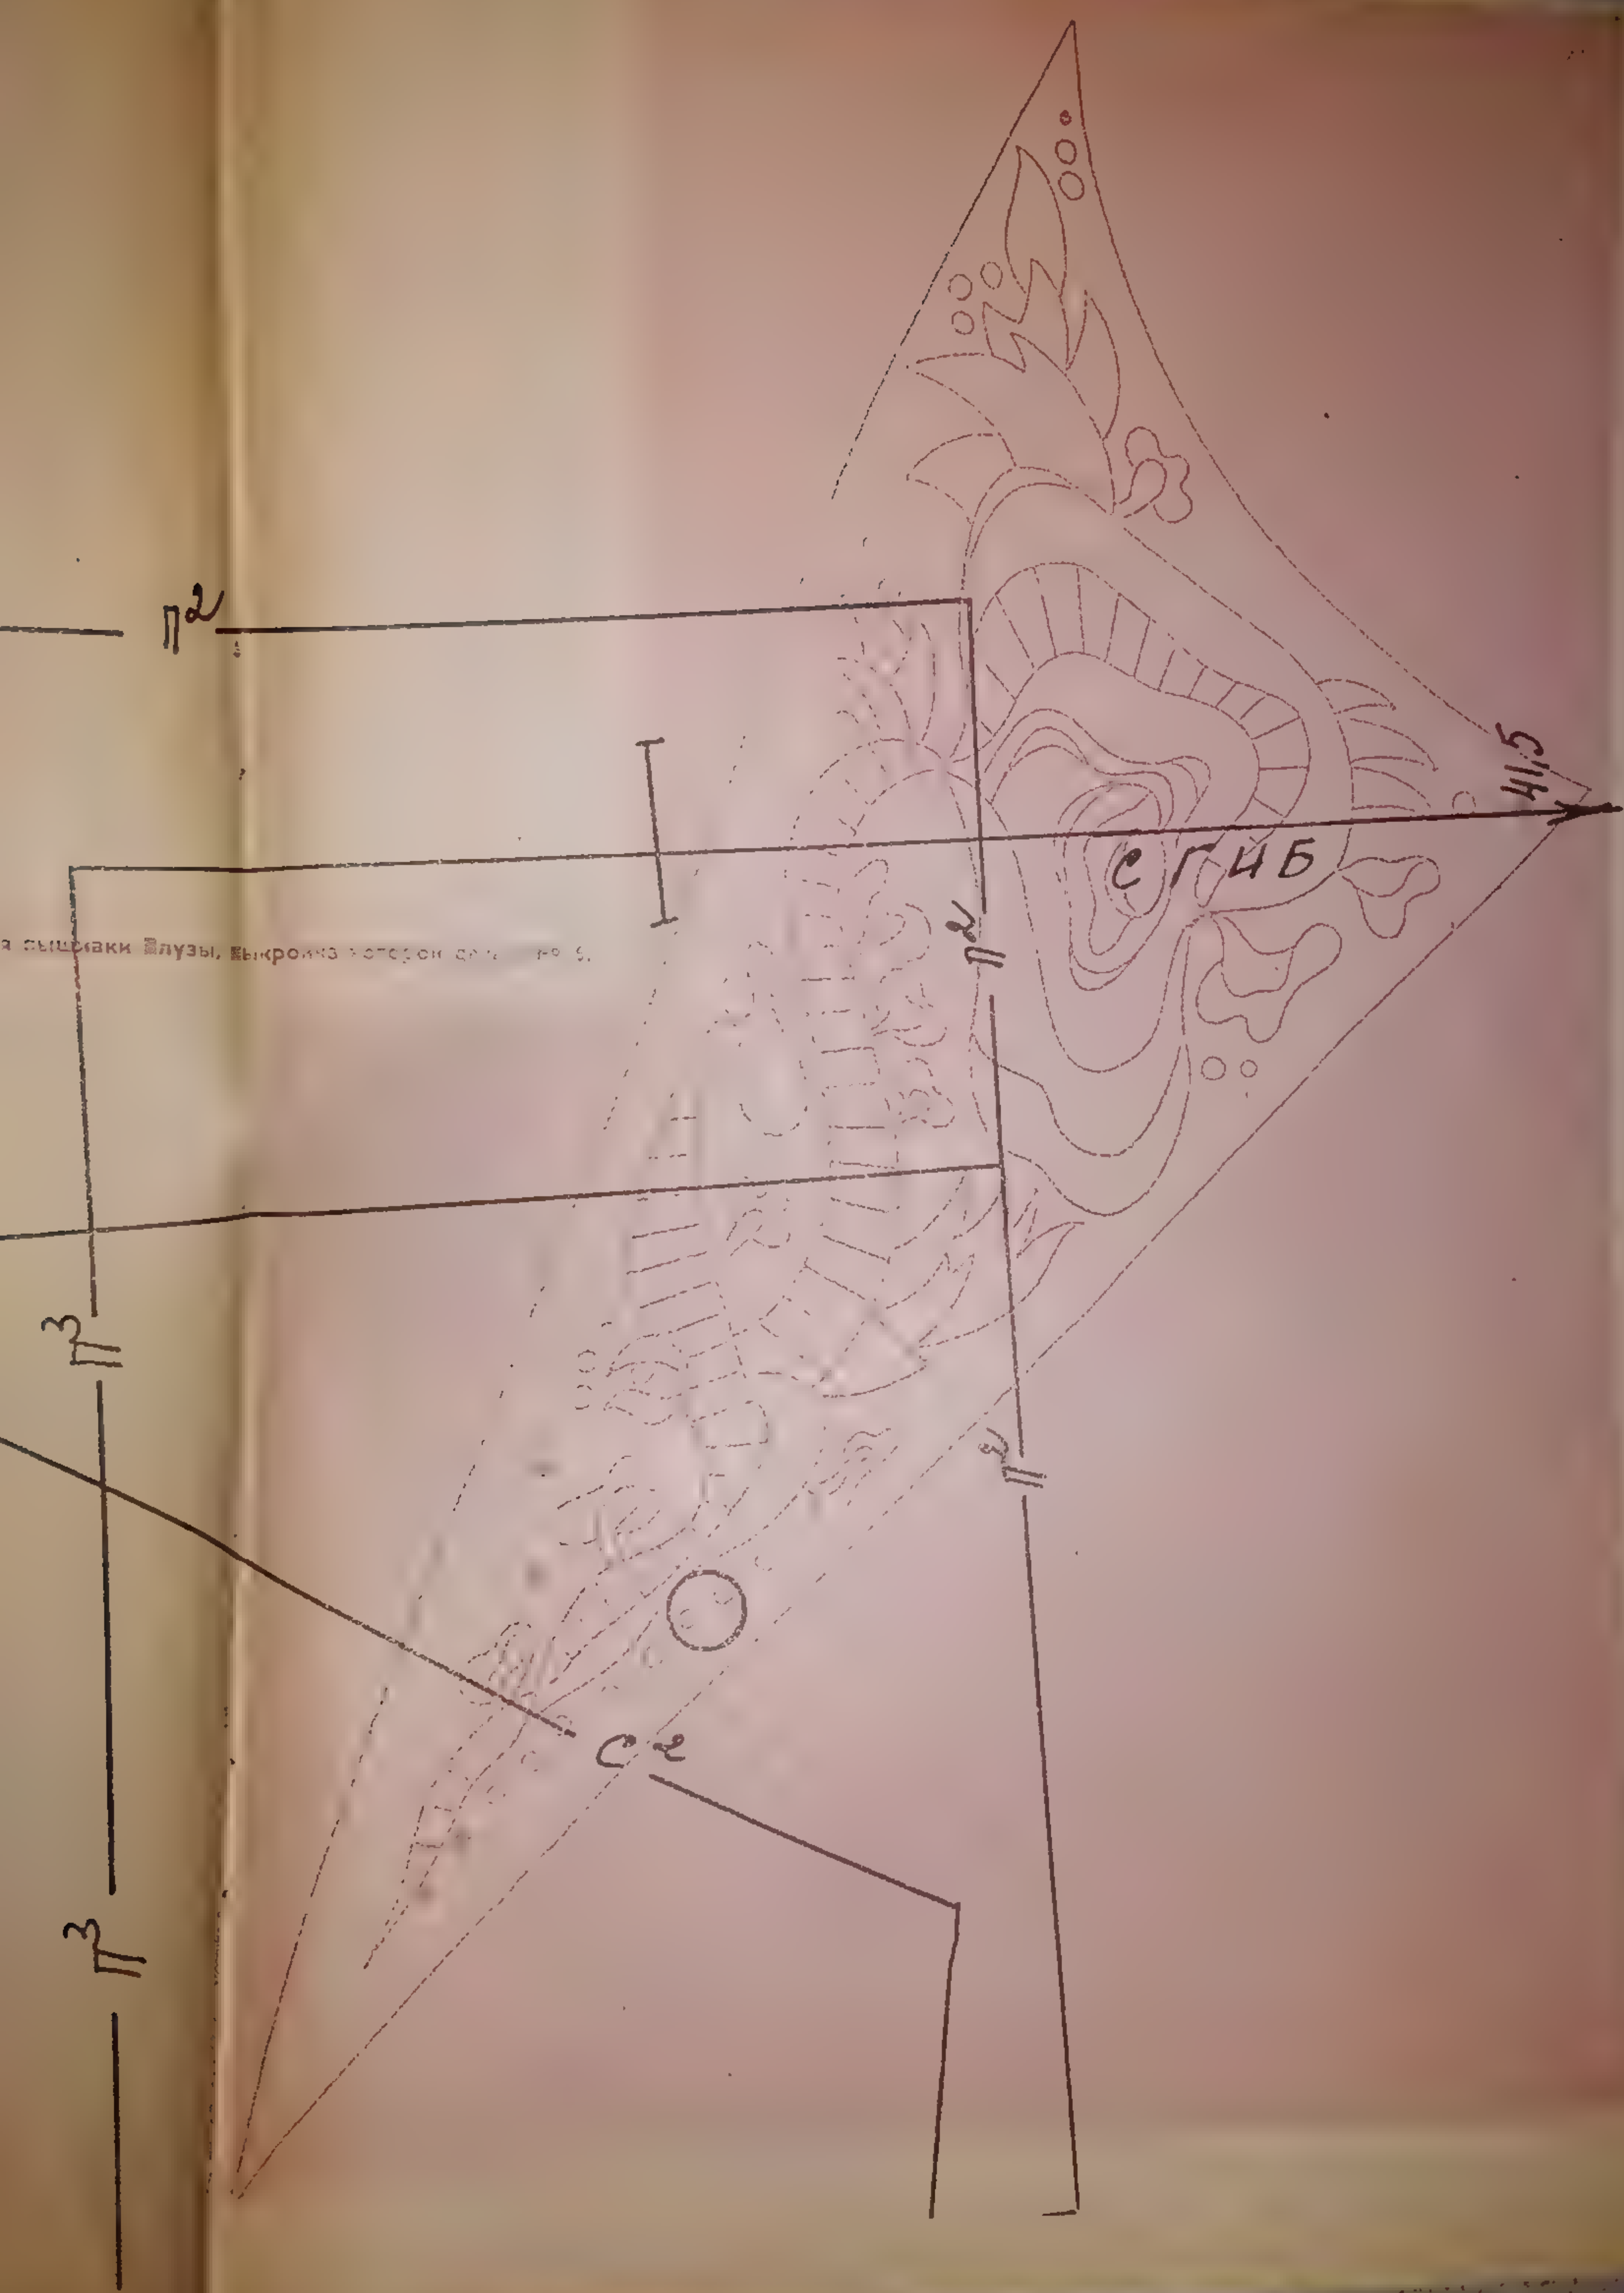 П²
41,5
СГИБ
П²
вышивки блузы, выкройка которой
П³
П²
С²
П³